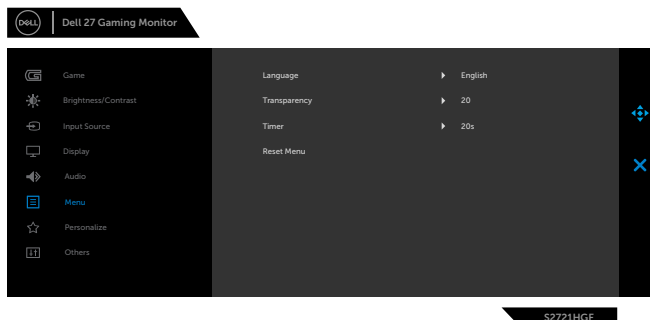 DELL Dell 27 Gaming Monitor
Game Language English
Brightness/Contrast Transparency 20
Input Source Timer 20s
Display Reset Menu
Audio
Menu
Personalize
Others
S2721HGF